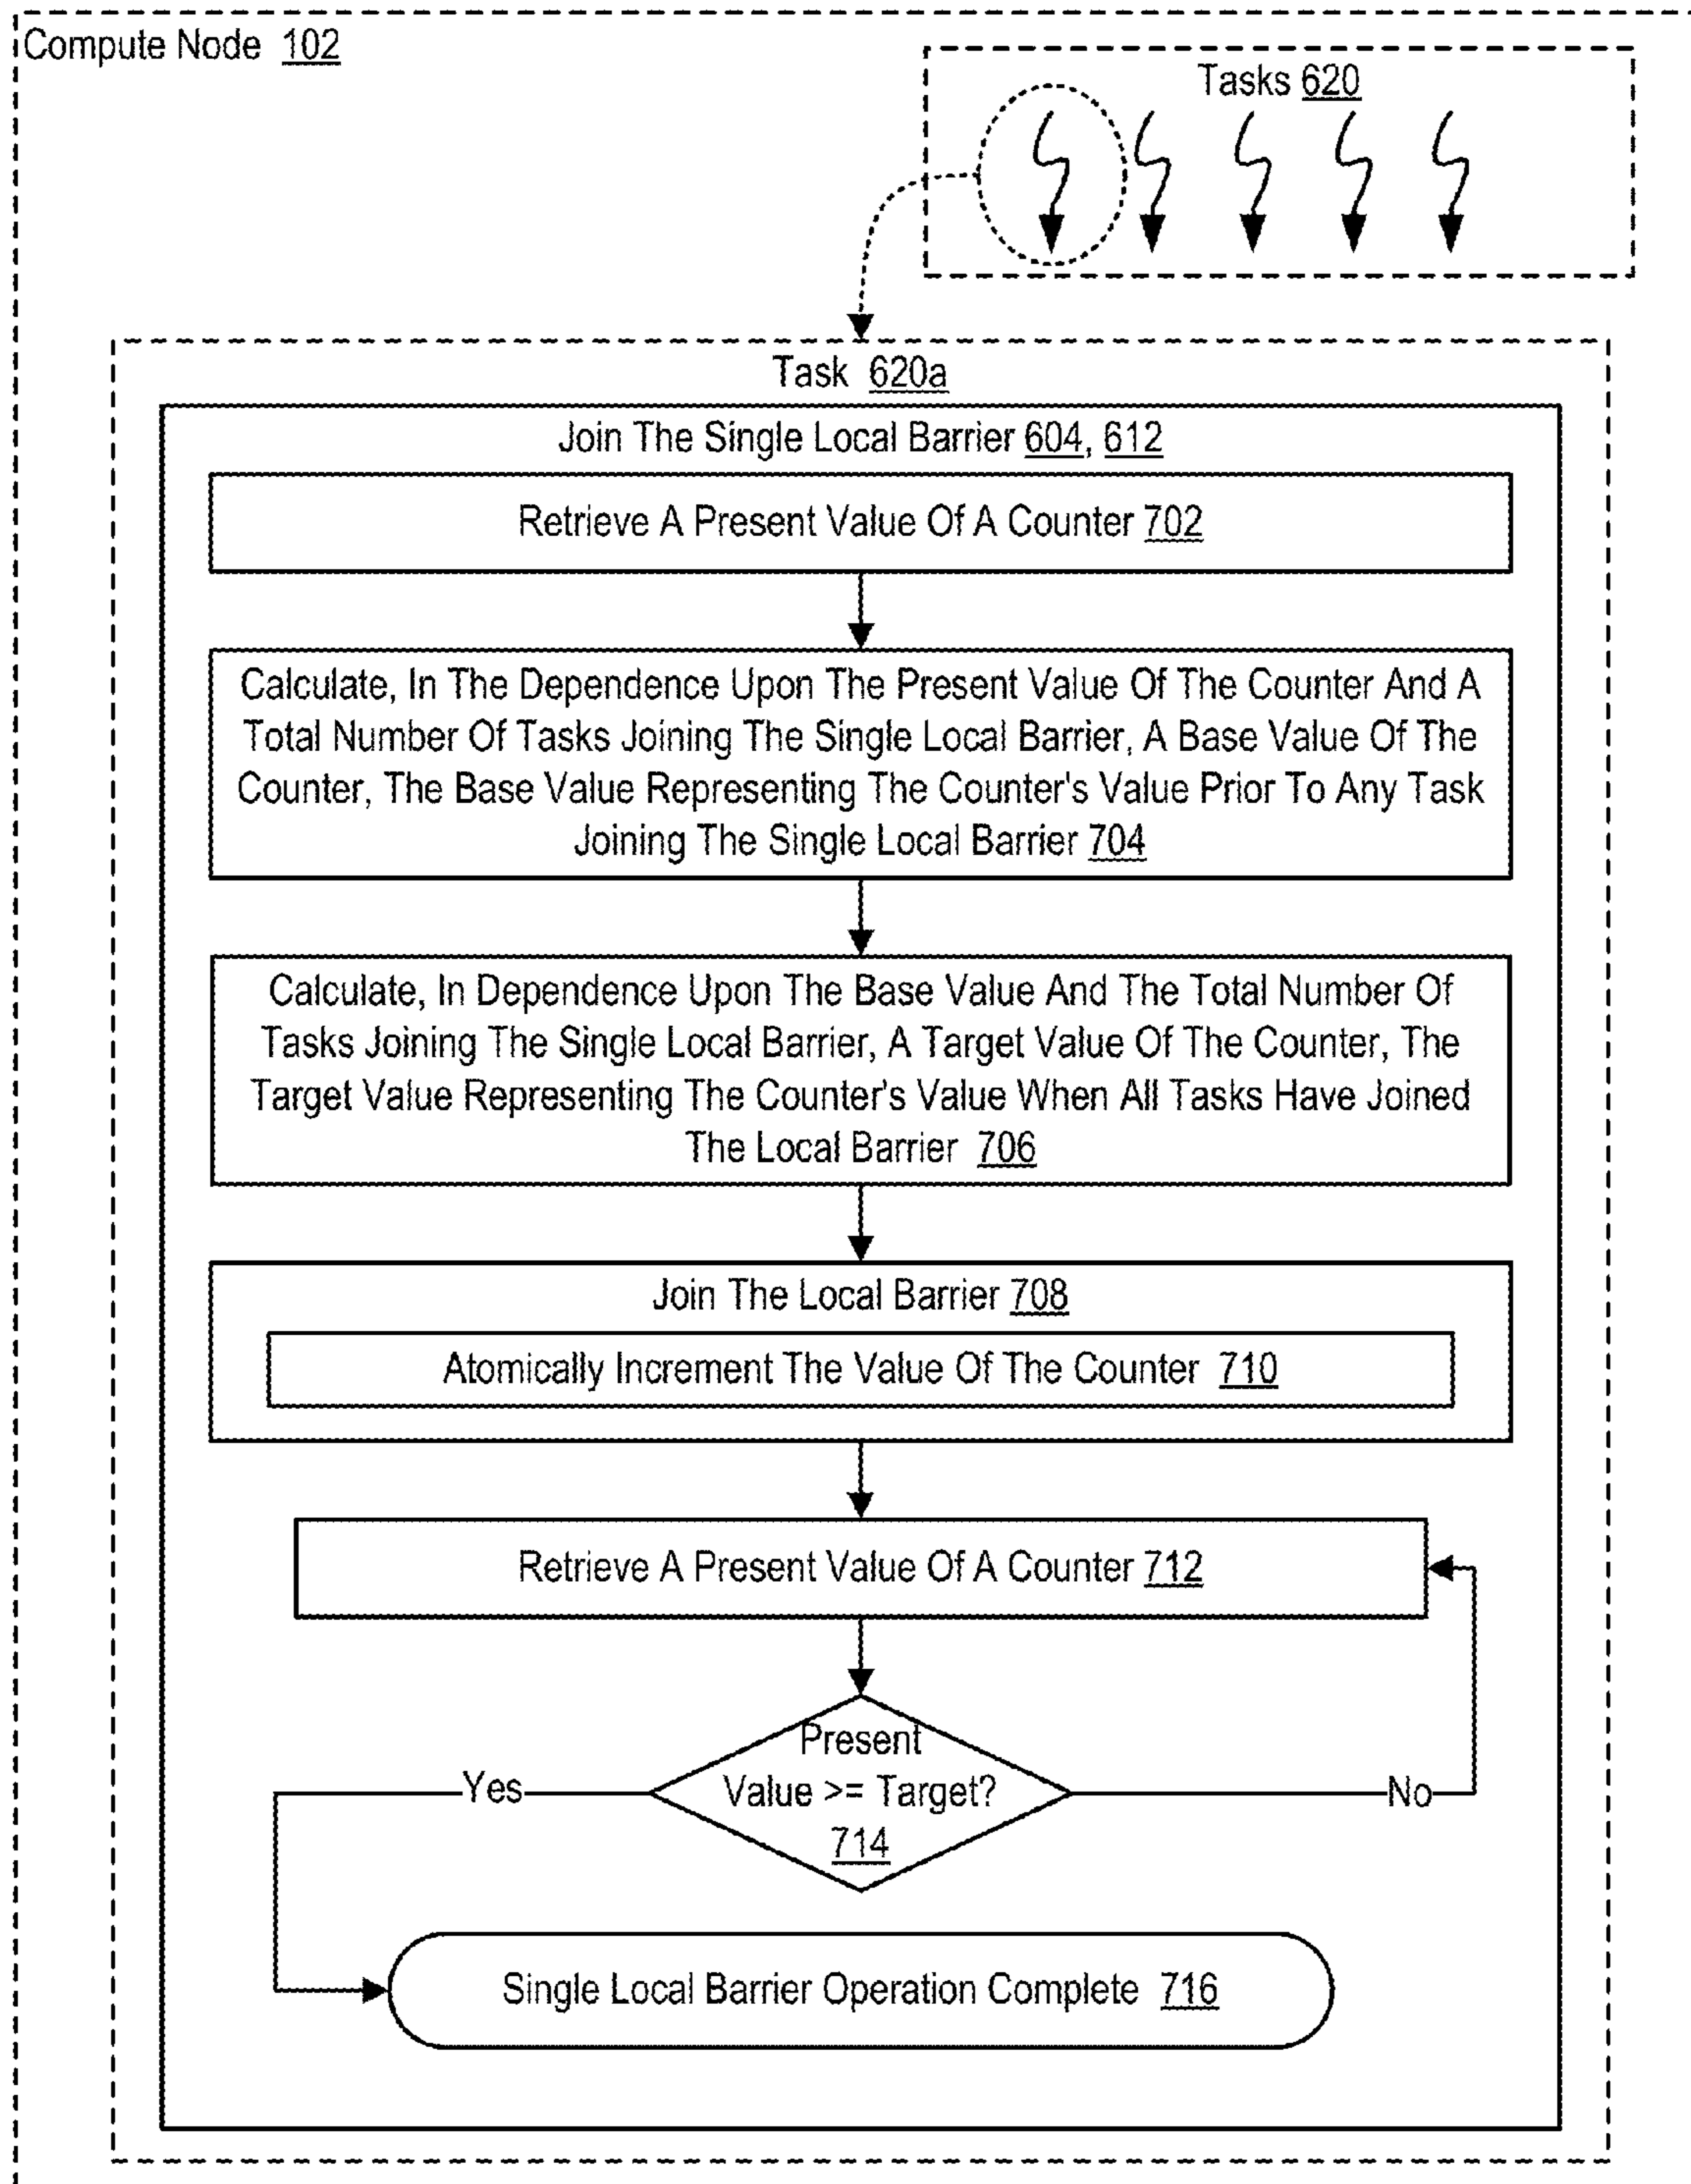 Compute Node 102
Tasks 620
Task 620a
Join The Single Local Barrier 604, 612
Retrieve A Present Value Of A Counter 702
Calculate, In The Dependence Upon The Present Value Of The Counter And A
Total Number Of Tasks Joining The Single Local Barrier, A Base Value Of The
Counter, The Base Value Representing The Counter's Value Prior To Any Task
Joining The Single Local Barrier 704
Calculate, In Dependence Upon The Base Value And The Total Number Of
Tasks Joining The Single Local Barrier, A Target Value Of The Counter, The
Target Value Representing The Counter's Value When All Tasks Have Joined
The Local Barrier 706
Join The Local Barrier 708
Atomically Increment The Value Of The Counter 710
Retrieve A Present Value Of A Counter 712
Present
Value >= Target?
714
Yes
No
Single Local Barrier Operation Complete 716